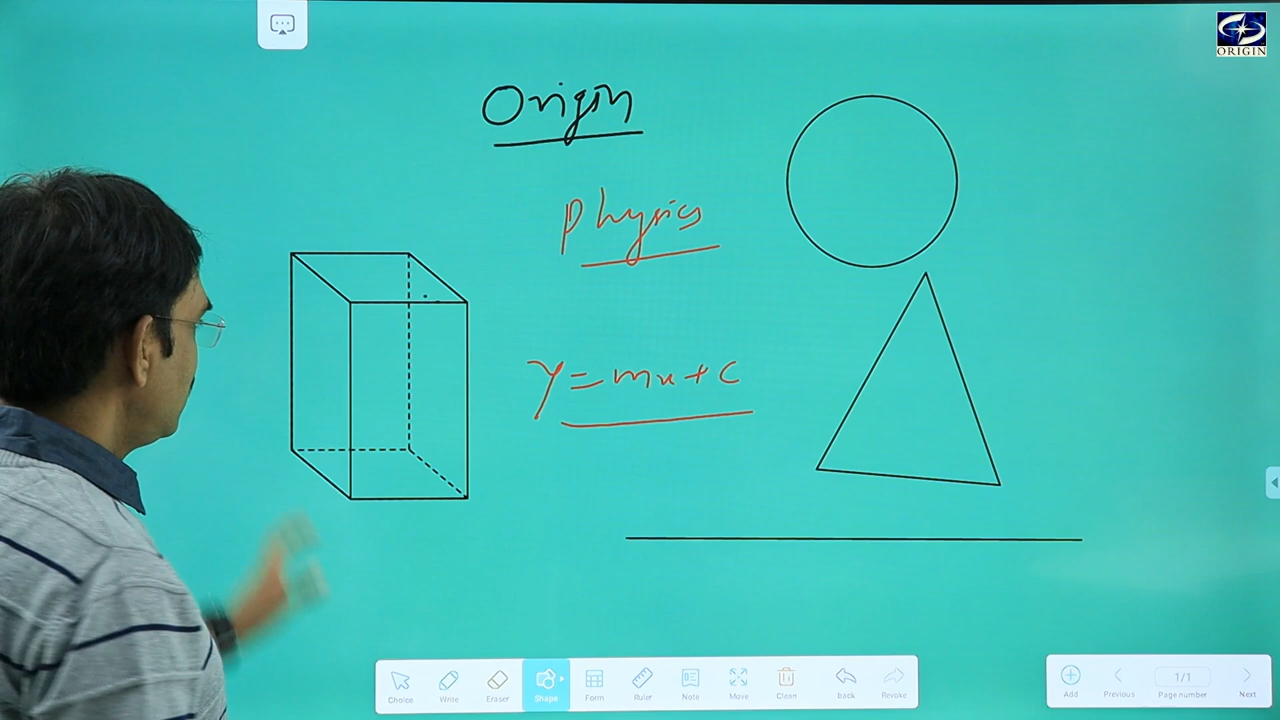 ORIGIN
Origin
Physics
y = mx + c
Choice
Write
Eraser
Shape
Form
Ruler
Note
Move
Clean
Back
Revoke
Add
Previous
1/1
Page number
Next